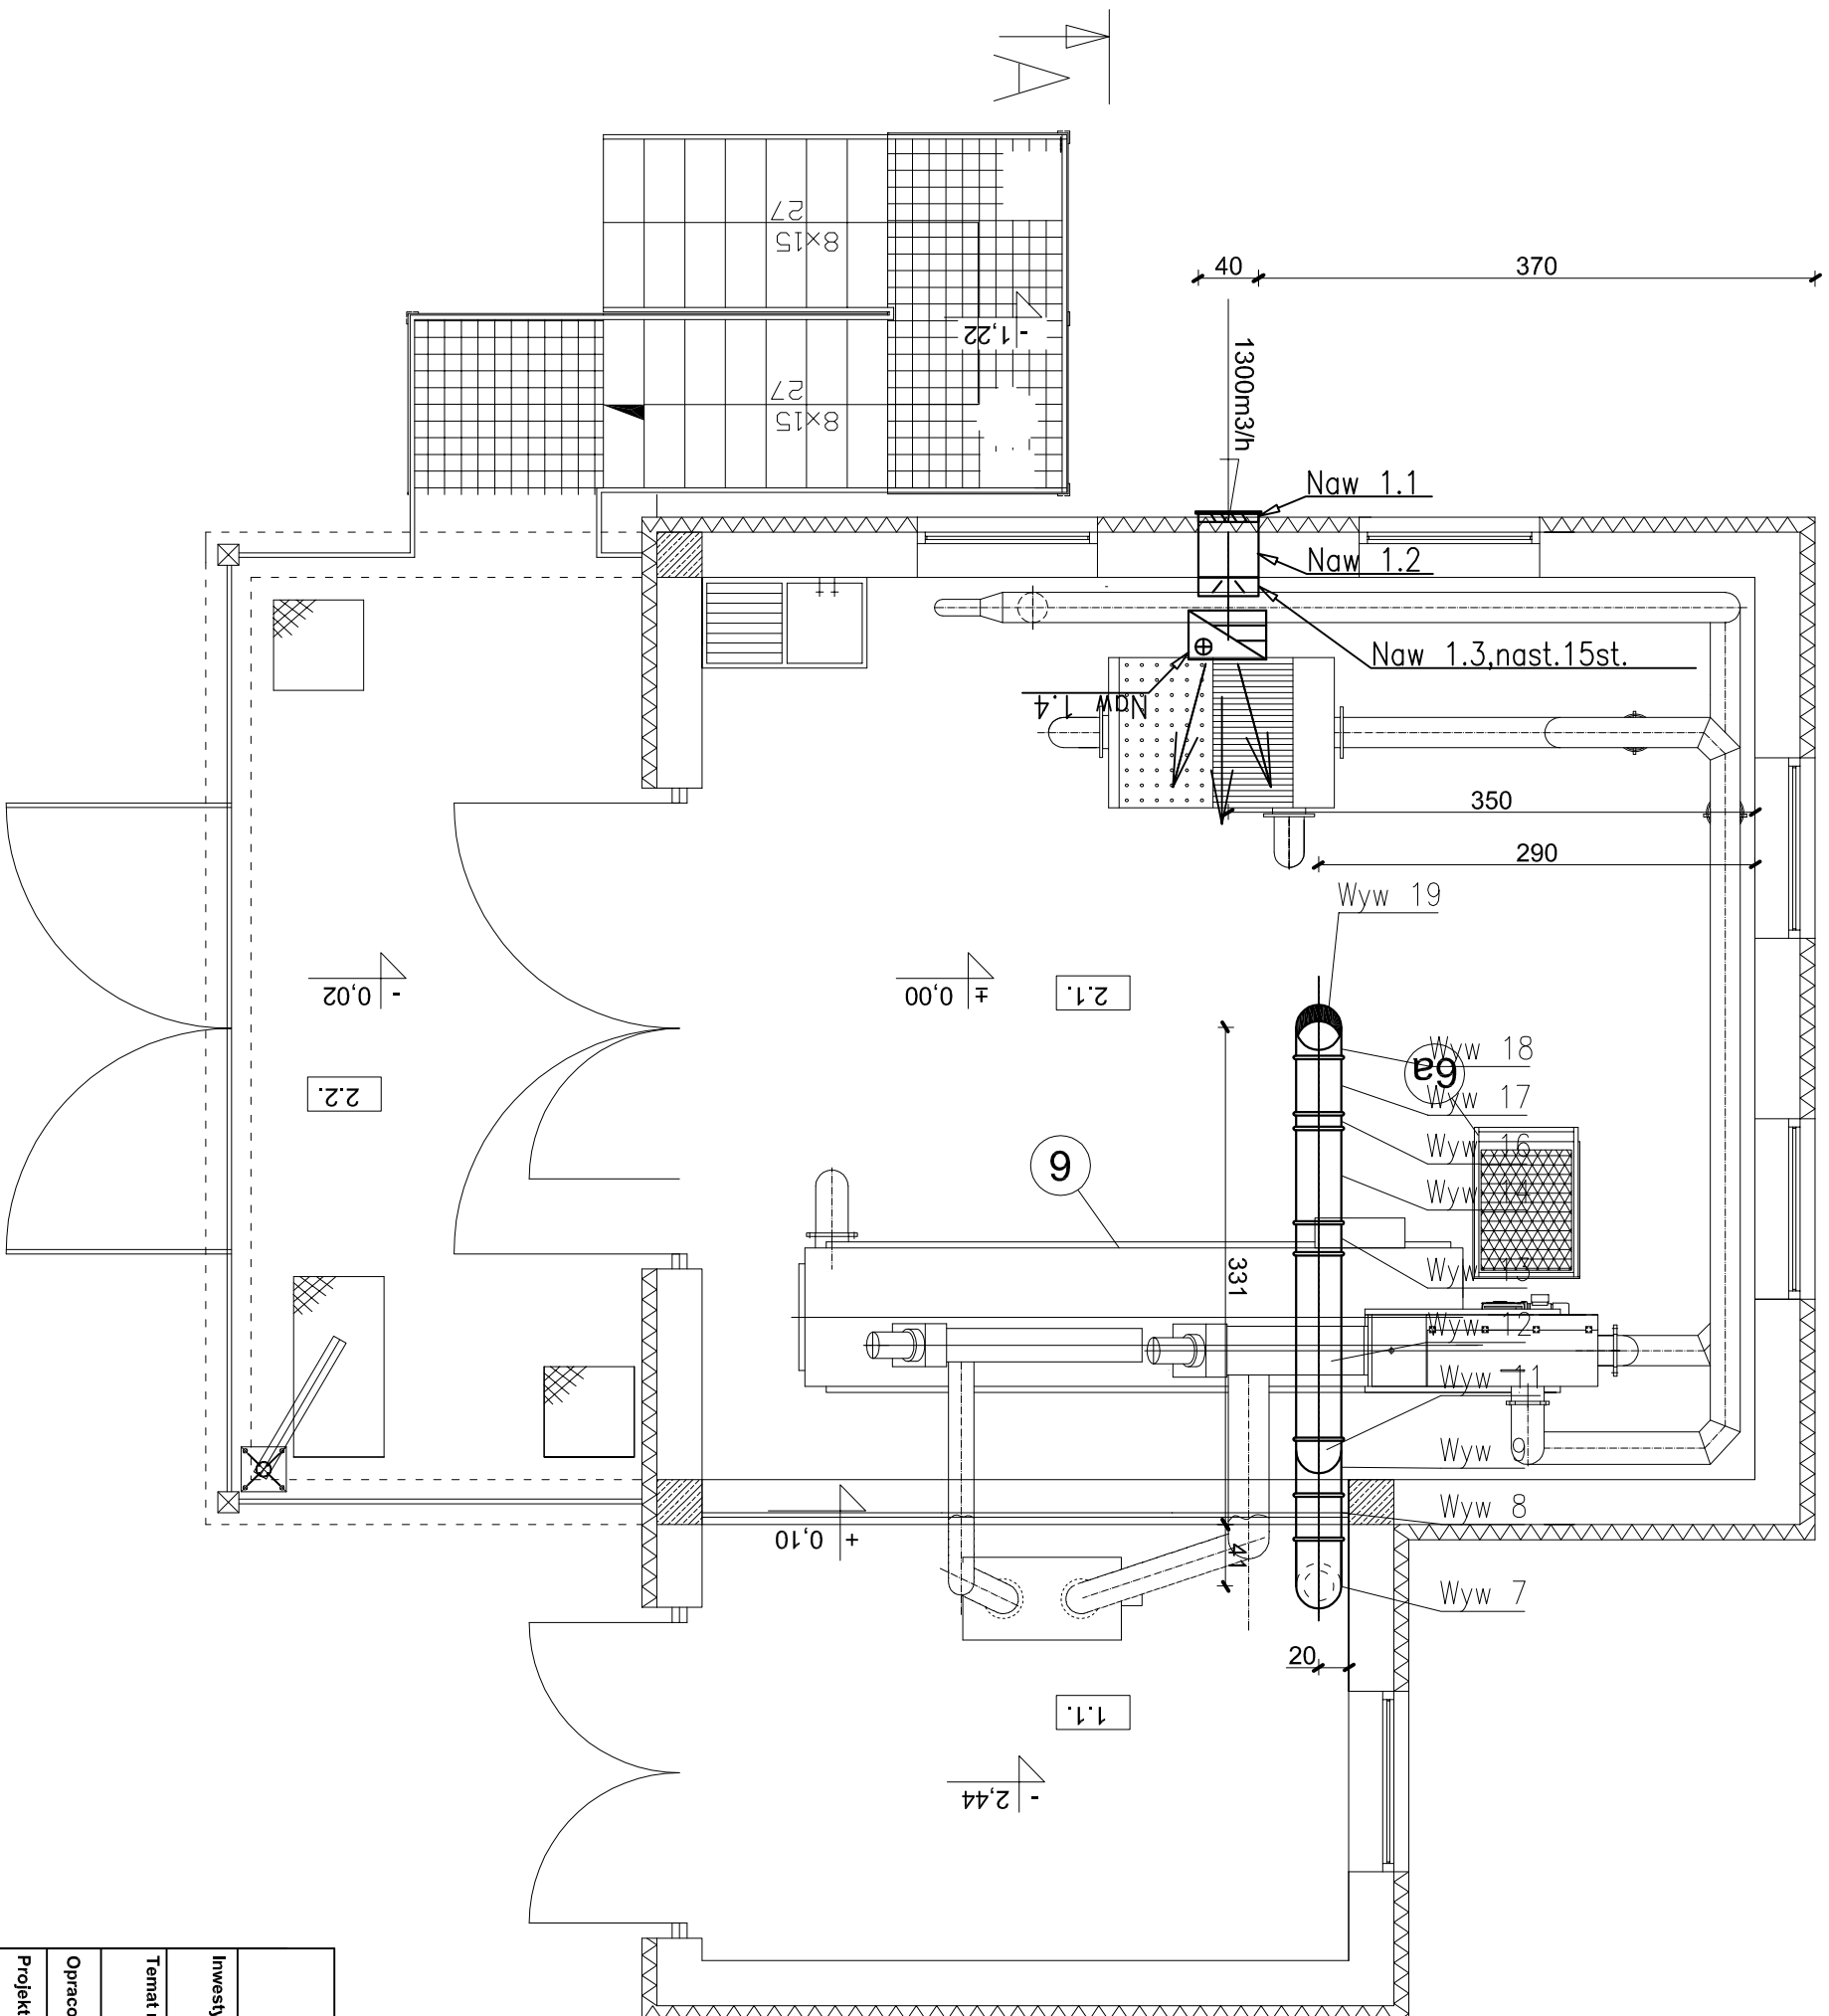 A
8x15
27
8x15
27
- 1,22
40
370
1300m3/h
Naw 1.1
Naw 1.2
Naw 1.3,nast.15st.
Naw 1.4
350
290
Wyw 19
- 0,02
± 0,00
2.1.
2.2.
Wyw 18
6a
Wyw 17
Wyw 16
Wyw 14
Wyw 13
Wyw 12
Wyw 11
Wyw 9
Wyw 8
Wyw 7
6
331
41
+ 0,10
20
1.1.
- 2,44
Inwesty
Temat
Opraco
Projekt